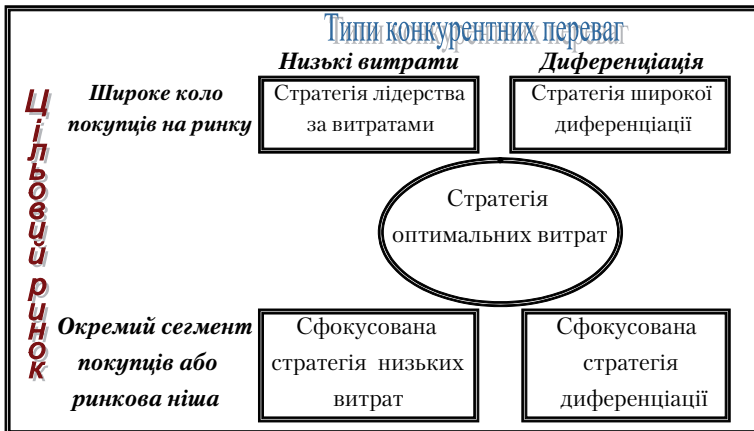 Типи конкурентних переваг
Низькі витрати Диференціація
Цільовий ринок
Широке коло
покупців на ринку
Стратегія лідерства
за витратами
Стратегія широкої
диференціації
Стратегія
оптимальних витрат
Окремий сегмент
покупців або
ринкова ніша
Сфокусована
стратегія низьких
витрат
Сфокусована
стратегія
диференціації